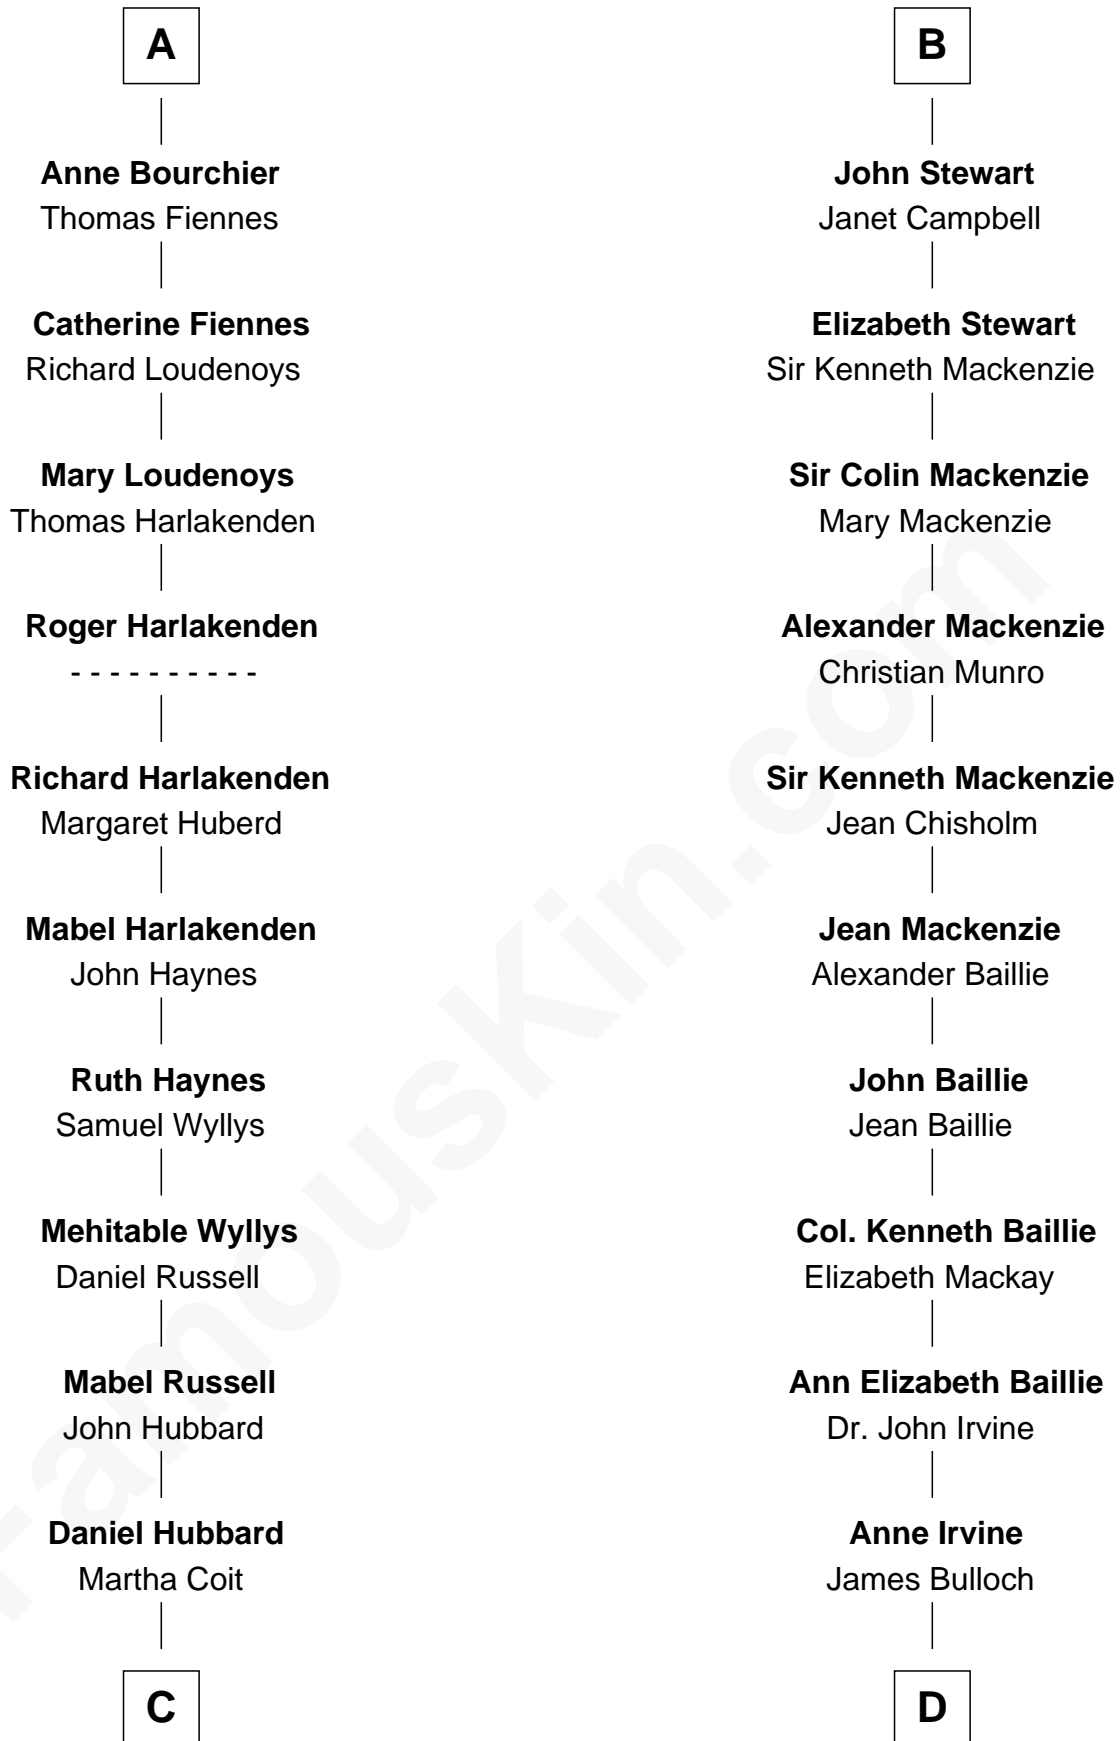 A
Anne Bourchier
Thomas Fiennes
Catherine Fiennes
Richard Loudenoys
Mary Loudenoys
Thomas Harlakenden
Roger Harlakenden
- - - - - - - - - -
Richard Harlakenden
Margaret Huberd
Mabel Harlakenden
John Haynes
Ruth Haynes
Samuel Wyllys
Mehitable Wyllys
Daniel Russell
Mabel Russell
John Hubbard
Daniel Hubbard
Martha Coit
C
B
John Stewart
Janet Campbell
Elizabeth Stewart
Sir Kenneth Mackenzie
Sir Colin Mackenzie
Mary Mackenzie
Alexander Mackenzie
Christian Munro
Sir Kenneth Mackenzie
Jean Chisholm
Jean Mackenzie
Alexander Baillie
John Baillie
Jean Baillie
Col. Kenneth Baillie
Elizabeth Mackay
Ann Elizabeth Baillie
Dr. John Irvine
Anne Irvine
James Bulloch
D
FamousKin.com